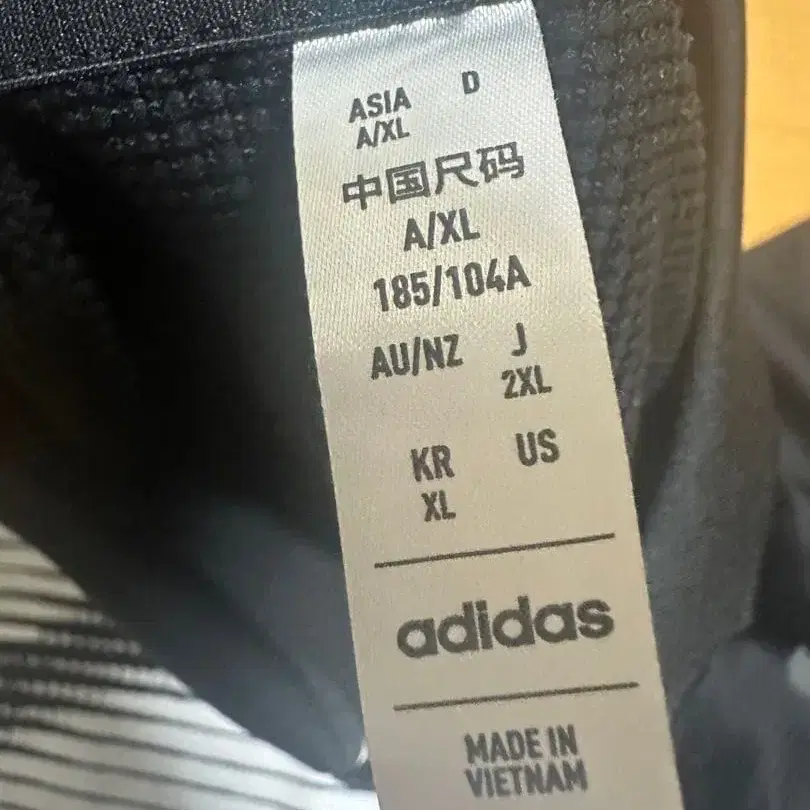 ASIA D
A/XL
中国尺码
A/XL
185/104A
AU/NZ J
2XL
KR US
XL
adidas
MADE IN
VIETNAM